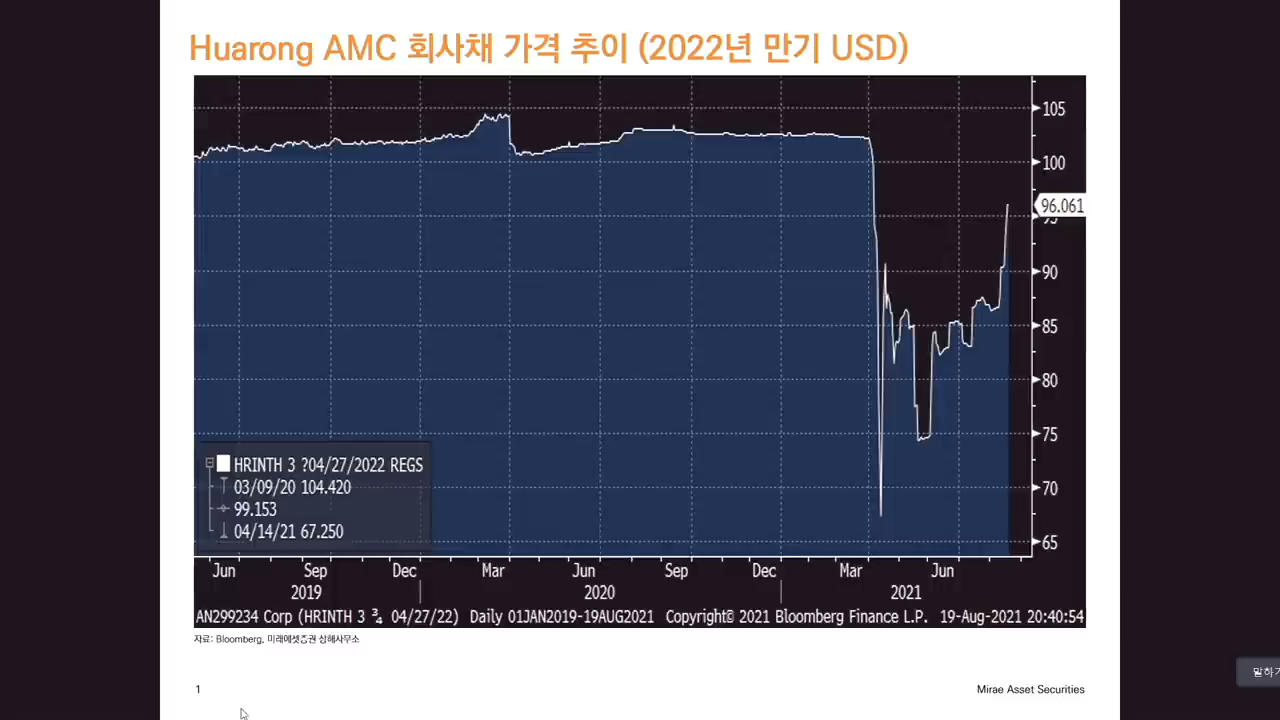 Huarong AMC 회사채 가격 추이 (2022년 만기 USD)
105
100
96.061
95
90
85
80
75
70
65
HRINTH 3 ?04/27/2022 REGS
03/09/20 104.420
99.153
04/14/21 67.250
Jun Sep Dec Mar Jun Sep Dec Mar Jun
2019 2020 2021
AN299234 Corp (HRINTH 3 ¾ 04/27/22) Daily 01JAN2019-19AUG2021 Copyright© 2021 Bloomberg Finance L.P. 19-Aug-2021 20:40:54
자료: Bloomberg, 미래에셋증권 상해사무소
1 Mirae Asset Securities
말하기